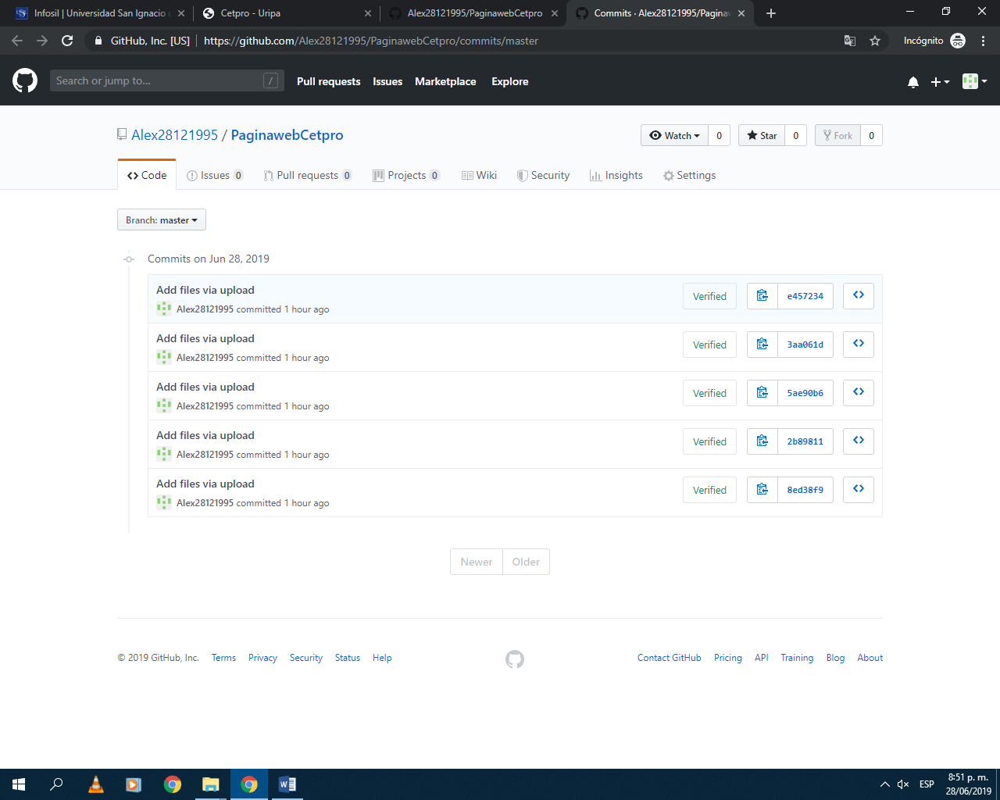 Infosil | Universidad San Ignacio
Cetpro - Uripa
Alex28121995/PaginawebCetpro
Commits · Alex28121995/Pagina
GitHub, Inc. [US] https://github.com/Alex28121995/PaginawebCetpro/commits/master
Incógnito
Search or jump to... /
Pull requests Issues Marketplace Explore
Alex28121995 / PaginawebCetpro
Watch 0 Star 0 Fork 0
Code Issues 0 Pull requests 0 Projects 0 Wiki Security Insights Settings
Branch: master
Commits on Jun 28, 2019
Add files via upload
Alex28121995 committed 1 hour ago
Verified e457234
Add files via upload
Alex28121995 committed 1 hour ago
Verified 3aa061d
Add files via upload
Alex28121995 committed 1 hour ago
Verified 5ae90b6
Add files via upload
Alex28121995 committed 1 hour ago
Verified 2b89811
Add files via upload
Alex28121995 committed 1 hour ago
Verified 8ed38f9
Newer Older
© 2019 GitHub, Inc. Terms Privacy Security Status Help
Contact GitHub Pricing API Training Blog About
ESP
8:51 p. m.
28/06/2019